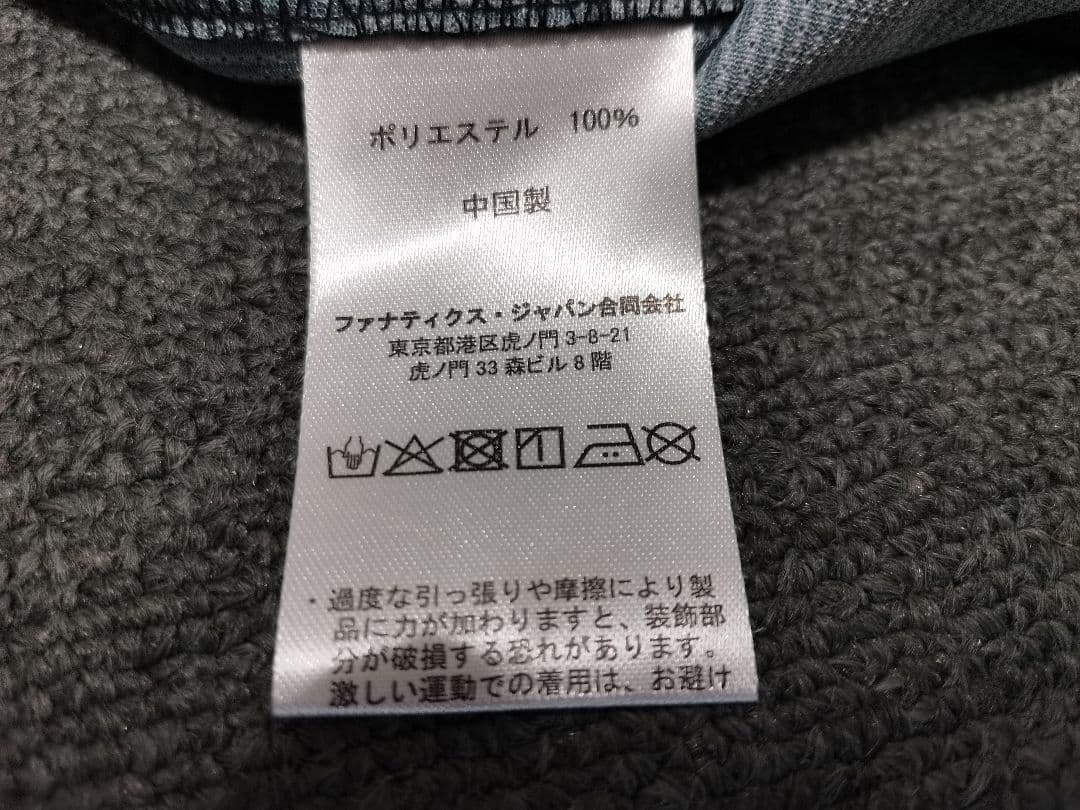 ポリエステル 100%
中国製
ファナティクス・ジャパン合同会社
東京都港区虎ノ門 3-8-21
虎ノ門 33 森ビル 8 階
・過度な引っ張りや摩擦により製
品に力が加わりますと、装飾部
分が破損する恐れがあります。
激しい運動での着用は、お避け